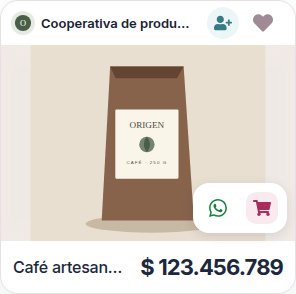 O Cooperativa de produ...
ORIGEN
CAFÉ · 250 G
Café artesan... $ 123.456.789